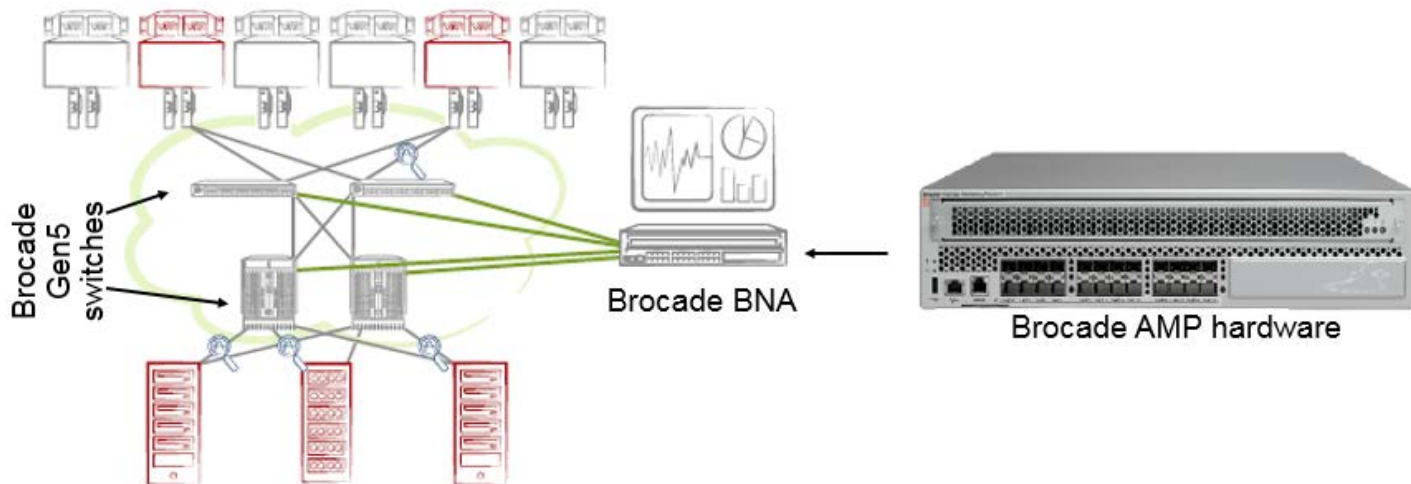 Brocade
Gen5
switches
Brocade BNA
Brocade AMP hardware